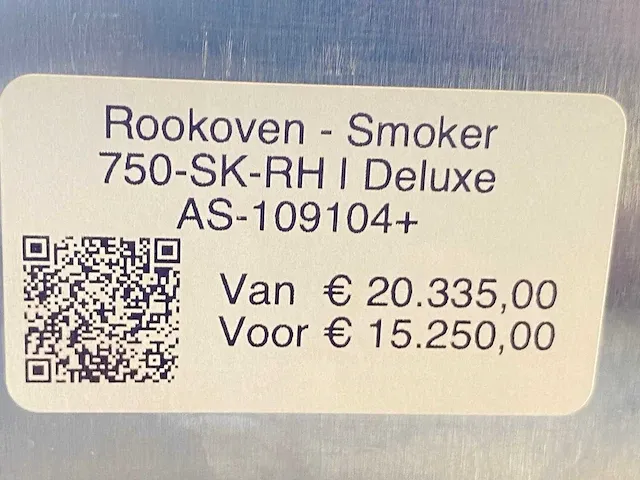 Rookoven - Smoker
750-SK-RH | Deluxe
AS-109104+
Van € 20.335,00
Voor € 15.250,00